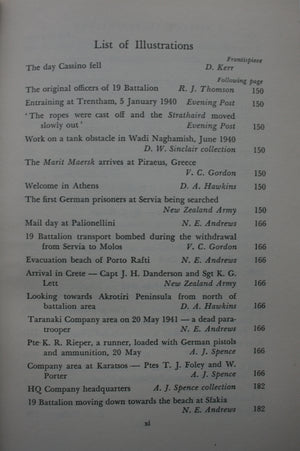 List of Illustrations
Frontispiece
The day Cassino fell D. Kerr
Following page
The original officers of 19 Battalion R. J. Thomson 150
Entraining at Trentham, 5 January 1940 Evening Post 150
'The ropes were cast off and the Strathaird moved
slowly out' Evening Post 150
Work on a tank obstacle in Wadi Naghamish, June 1940
D. W. Sinclair collection 150
The Marit Maersk arrives at Piraeus, Greece
V. C. Gordon 150
Welcome in Athens D. A. Hawkins 150
The first German prisoners at Servia being searched
New Zealand Army 150
Mail day at Palionellini N. E. Andrews 166
19 Battalion transport bombed during the withdrawal
from Servia to Molos V. C. Gordon 166
Evacuation beach of Porto Rafti N. E. Andrews 166
Arrival in Crete — Capt J. H. Danderson and Sgt K. G.
Lett New Zealand Army 166
Looking towards Akrotiri Peninsula from north of
battalion area D. A. Hawkins 166
Taranaki Company area on 20 May 1941 — a dead para-
trooper N. E. Andrews 166
Pte K. R. Rieper, a runner, loaded with German pistols
and ammunition, 20 May A. J. Spence 166
Company area at Karatsos — Ptes T. J. Foley and W.
Porter A. J. Spence 166
HQ Company headquarters A. J. Spence collection 182
19 Battalion moving down towards the beach at Sfakia
N. E. Andrews 182
xi